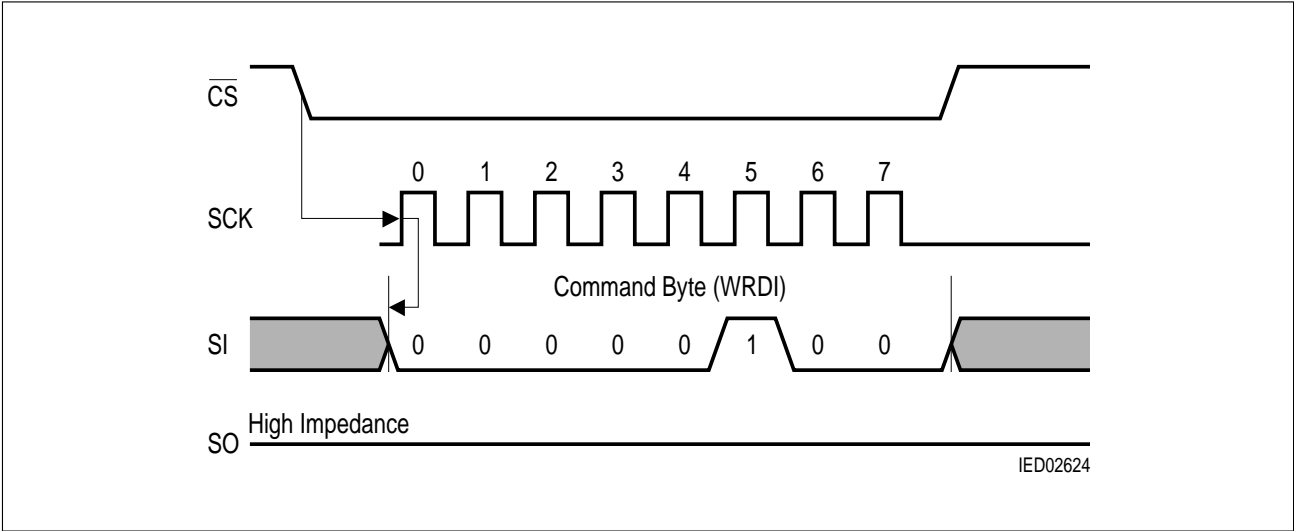 C̅S̅
0 1 2 3 4 5 6 7
SCK
Command Byte (WRDI)
SI 0 0 0 0 0 1 0 0
High Impedance
SO
IED02624